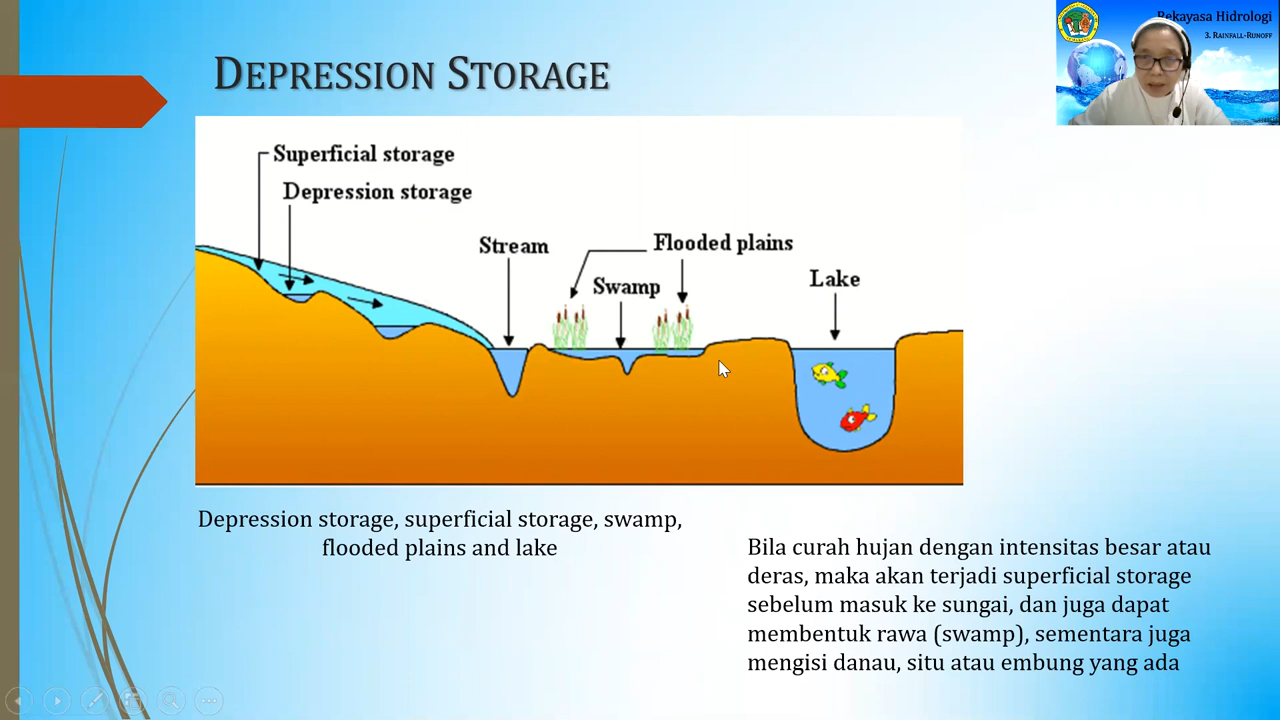 Rekayasa Hidrologi
3. RAINFALL-RUNOFF
DEPRESSION STORAGE
Superficial storage
Depression storage
Stream
Flooded plains
Swamp
Lake
Depression storage, superficial storage, swamp,
flooded plains and lake
Bila curah hujan dengan intensitas besar atau
deras, maka akan terjadi superficial storage
sebelum masuk ke sungai, dan juga dapat
membentuk rawa (swamp), sementara juga
mengisi danau, situ atau embung yang ada